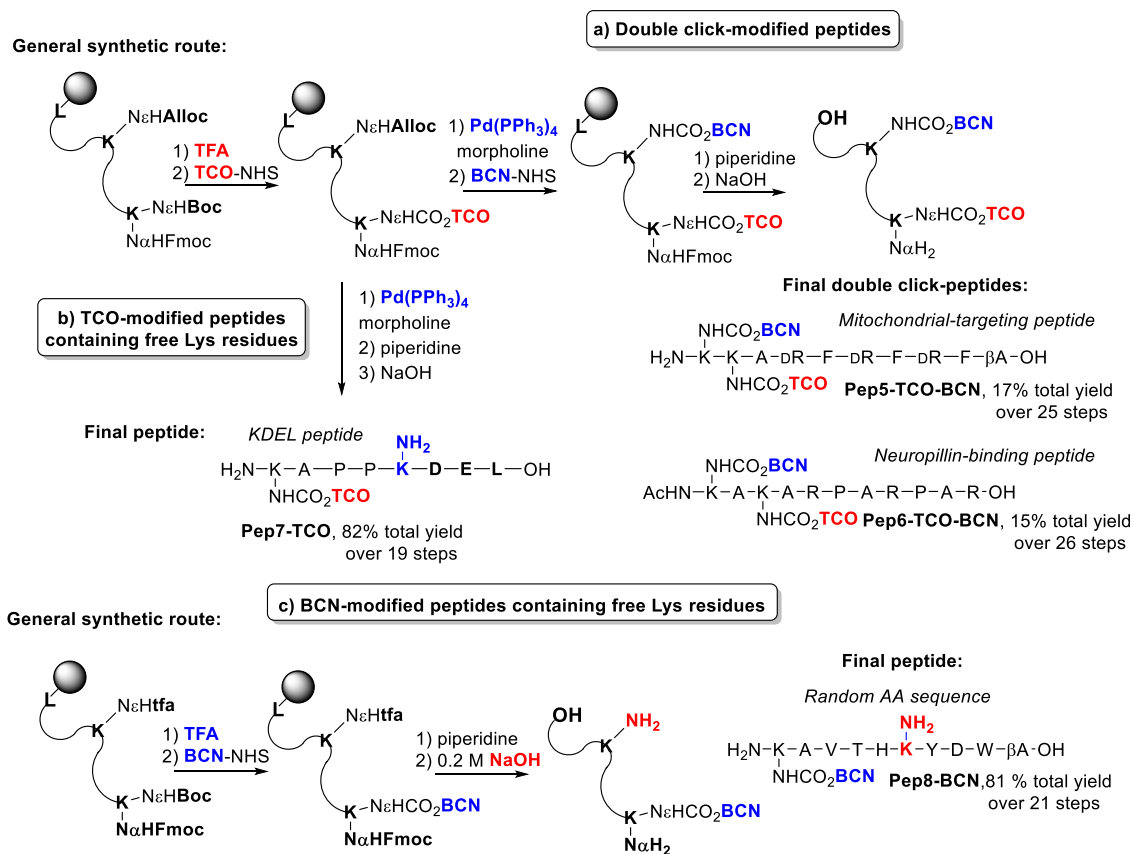 a) Double click-modified peptides
General synthetic route:
L
NεHAlloc
K
K
NεHBoc
NαHFmoc
1) TFA
2) TCO-NHS
L
NεHAlloc
K
K
NεHCO2TCO
NαHFmoc
1) Pd(PPh3)4
morpholine
2) BCN-NHS
L
NHCO2BCN
K
K
NεHCO2TCO
NαHFmoc
1) piperidine
2) NaOH
OH
NHCO2BCN
K
K
NεHCO2TCO
NαH2
b) TCO-modified peptides
containing free Lys residues
1) Pd(PPh3)4
morpholine
2) piperidine
3) NaOH
Final peptide:
KDEL peptide
NH2
H2N–K–A–P–P–K–D–E–L–OH
NHCO2TCO
Pep7-TCO, 82% total yield
over 19 steps
Final double click-peptides:
Mitochondrial-targeting peptide
NHCO2BCN
H2N–K–K–A–DR–F–DR–F–DR–F–βA–OH
NHCO2TCO
Pep5-TCO-BCN, 17% total yield
over 25 steps
Neuropillin-binding peptide
NHCO2BCN
AcHN–K–A–K–A–R–P–A–R–P–A–R–OH
NHCO2TCO
Pep6-TCO-BCN, 15% total yield
over 26 steps
c) BCN-modified peptides containing free Lys residues
General synthetic route:
L
NεHtfa
K
K
NεHBoc
NαHFmoc
1) TFA
2) BCN-NHS
L
NεHtfa
K
K
NεHCO2BCN
NαHFmoc
1) piperidine
2) 0.2 M NaOH
OH
NH2
K
K
NεHCO2BCN
NαH2
Final peptide:
Random AA sequence
NH2
H2N–K–A–V–T–H–K–Y–D–W–βA–OH
NHCO2BCN
Pep8-BCN,81 % total yield
over 21 steps